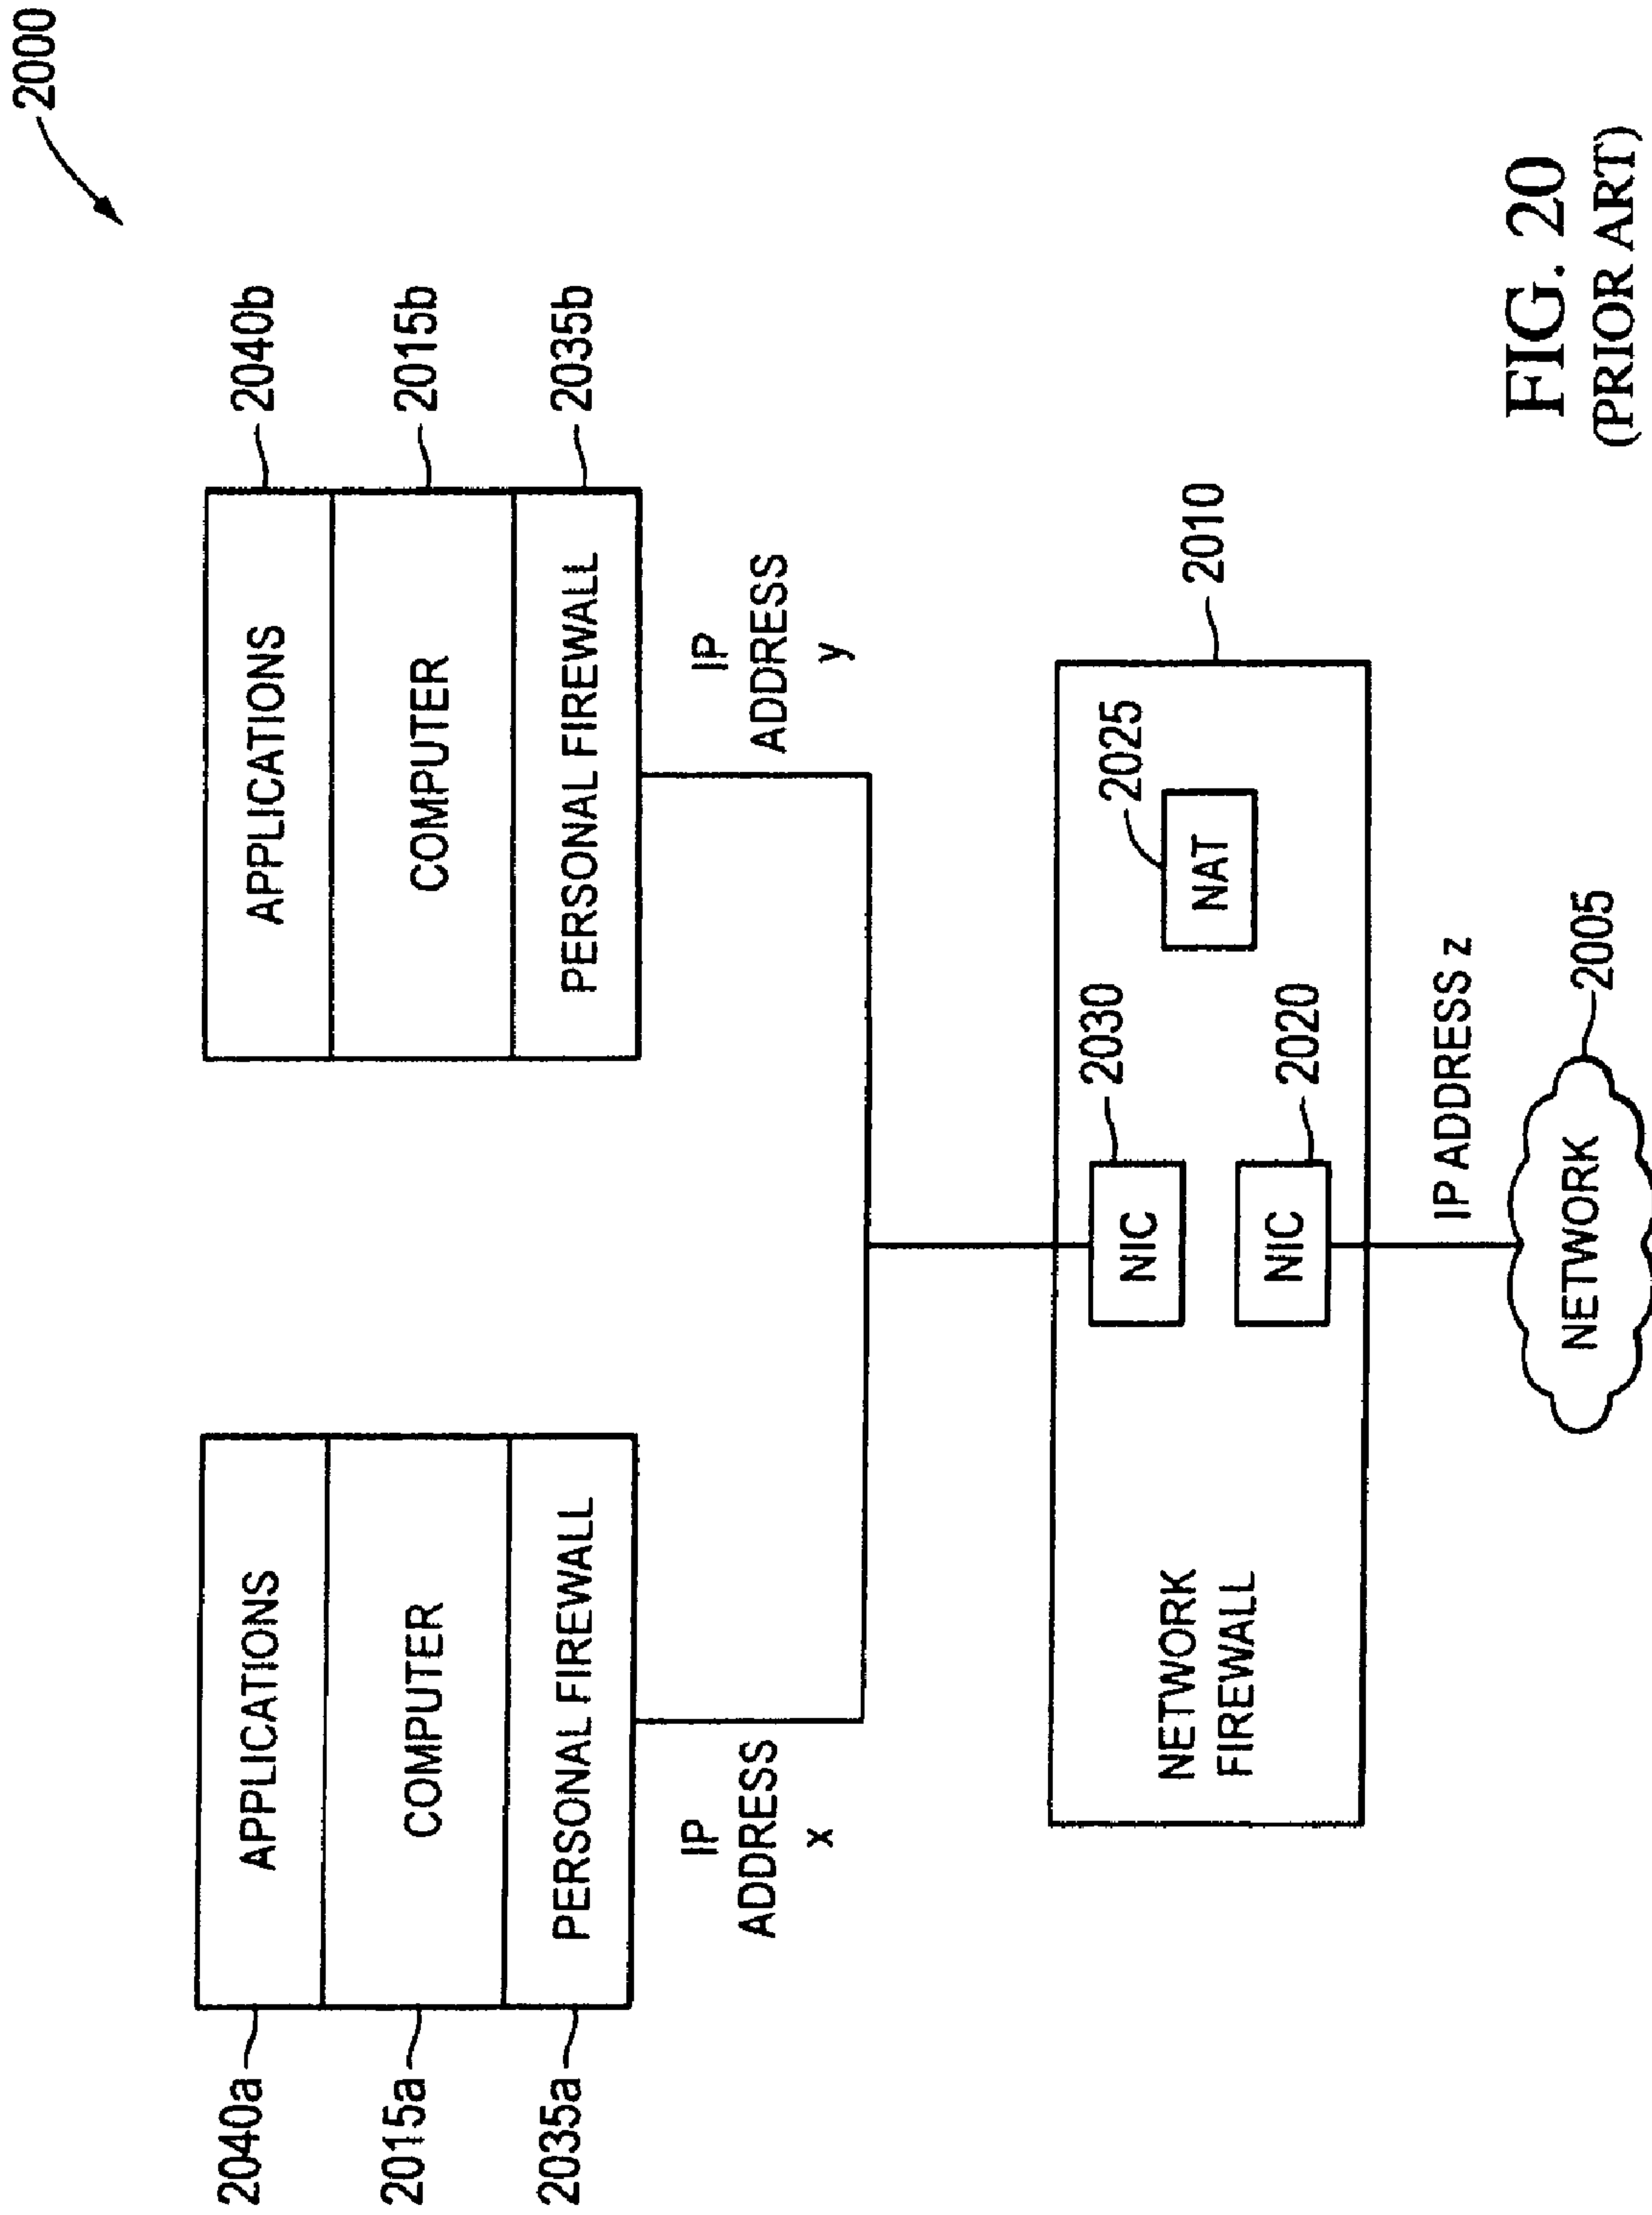 2000
2040a
APPLICATIONS
2015a
COMPUTER
2035a
PERSONAL FIREWALL
APPLICATIONS
2040b
COMPUTER
2015b
PERSONAL FIREWALL
2035b
IP
ADDRESS
x
IP
ADDRESS
y
NETWORK
FIREWALL
NIC
2030
NIC
2020
NAT
2025
2010
IP ADDRESS z
NETWORK
2005
FIG. 20
(PRIOR ART)